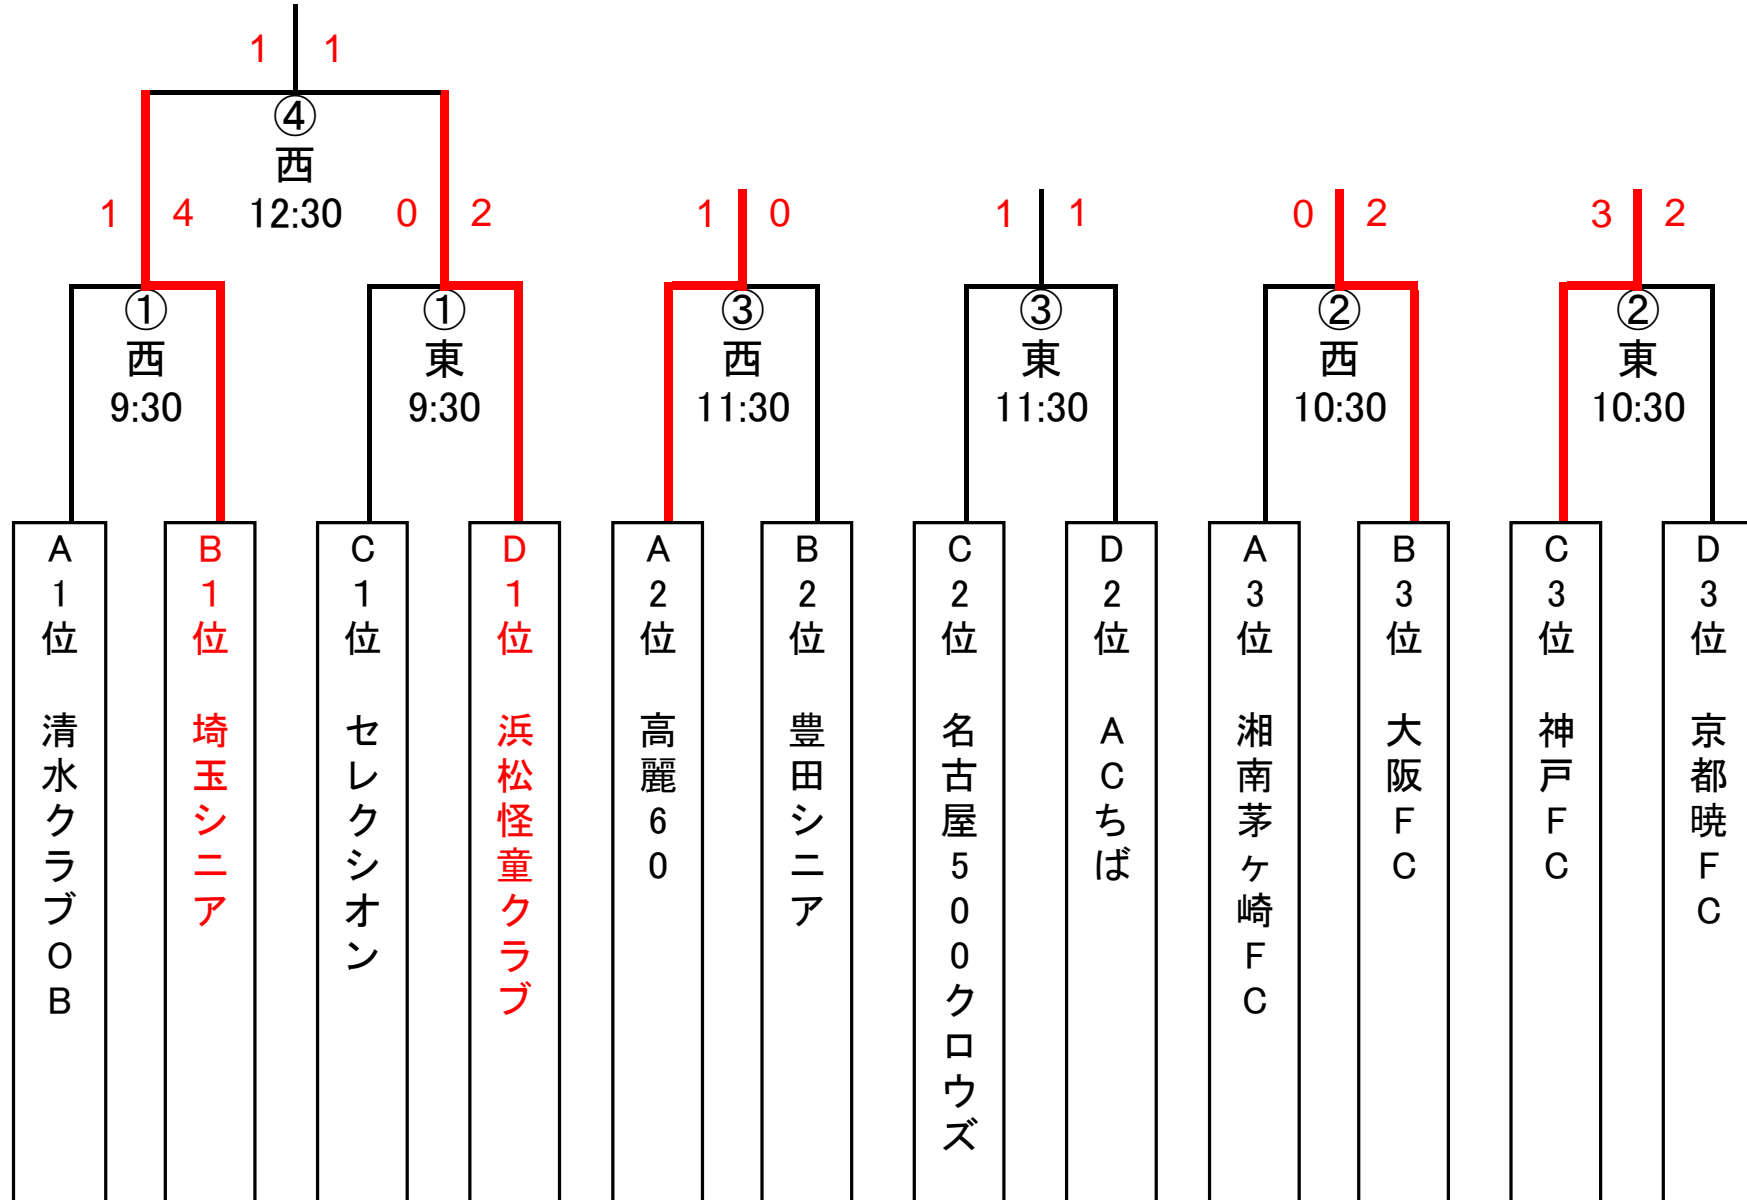 1 1
④
西
12:30
1 4
0 2
1 0
1 1
0 2
3 2
①
西
9:30
①
東
9:30
③
西
11:30
③
東
11:30
②
西
10:30
②
東
10:30
A1位 清水クラブOB
B1位 埼玉シニア
C1位 セレクシオン
D1位 浜松怪童クラブ
A2位 高麗60
B2位 豊田シニア
C2位 名古屋500クロウズ
D2位 ACちば
A3位 湘南茅ヶ崎FC
B3位 大阪FC
C3位 神戸FC
D3位 京都暁FC